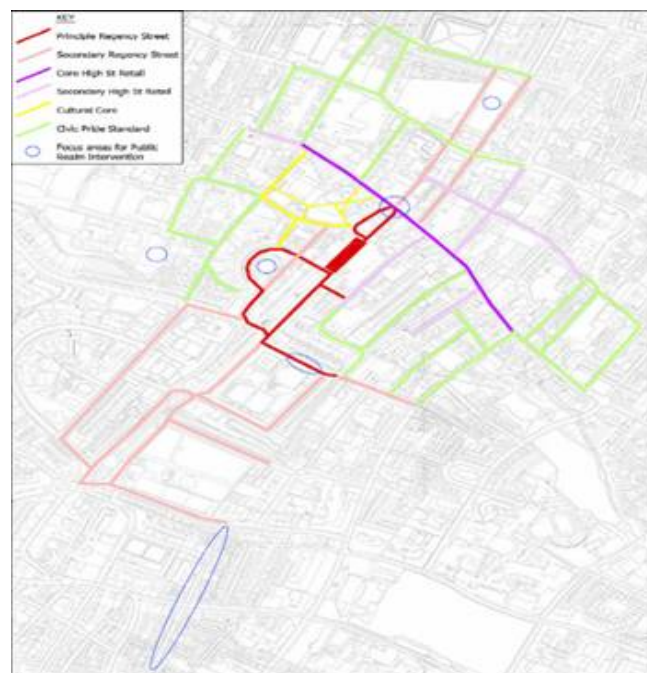 KEY
Principle Regency Street
Secondary Regency Street
Core High St Retail
Secondary High St Retail
Cultural Core
Civic Pride Standard
Focus areas for Public
Realm Intervention